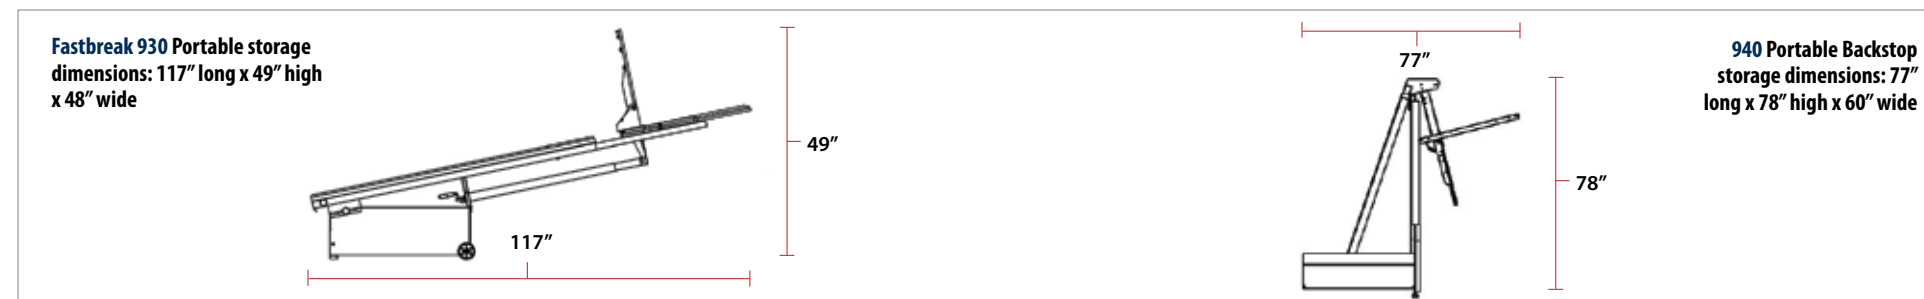 Fastbreak 930 Portable storage
dimensions: 117” long x 49” high
x 48” wide
49”
117”
77”
78”
940 Portable Backstop
storage dimensions: 77”
long x 78” high x 60” wide